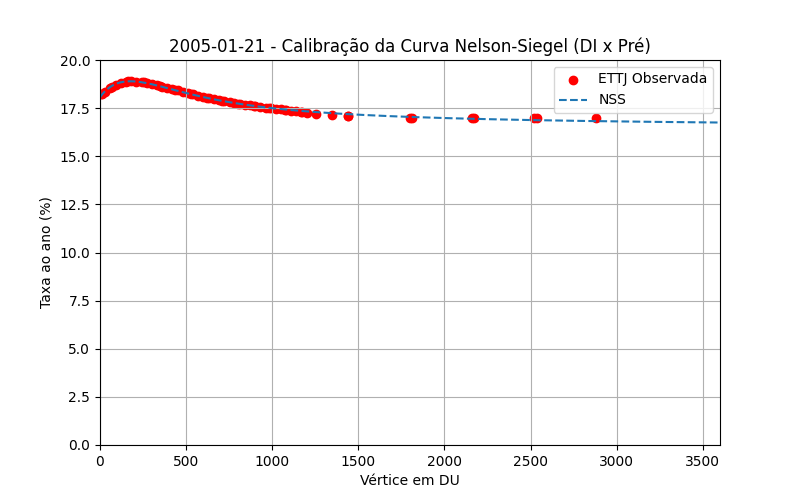 2005-01-21 - Calibração da Curva Nelson-Siegel (DI x Pré)
ETTJ Observada
NSS
Taxa ao ano (%)
20.0
17.5
15.0
12.5
10.0
7.5
5.0
2.5
0.0
0 500 1000 1500 2000 2500 3000 3500
Vértice em DU